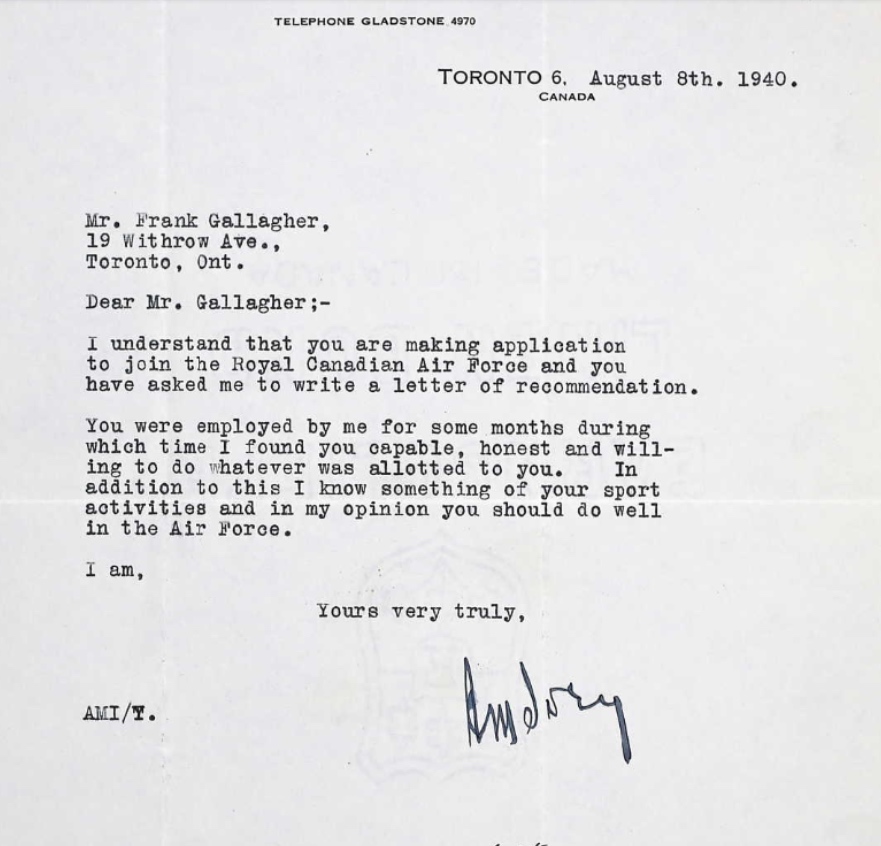 TELEPHONE GLADSTONE 4970
TORONTO 6, August 8th. 1940.
CANADA
Mr. Frank Gallagher,
19 Withrow Ave.,
Toronto, Ont.
Dear Mr. Gallagher;-
I understand that you are making application
to join the Royal Canadian Air Force and you
have asked me to write a letter of recommendation.
You were employed by me for some months during
which time I found you capable, honest and will-
ing to do whatever was allotted to you. In
addition to this I know something of your sport
activities and in my opinion you should do well
in the Air Force.
I am,
Yours very truly,
AMI/Y.